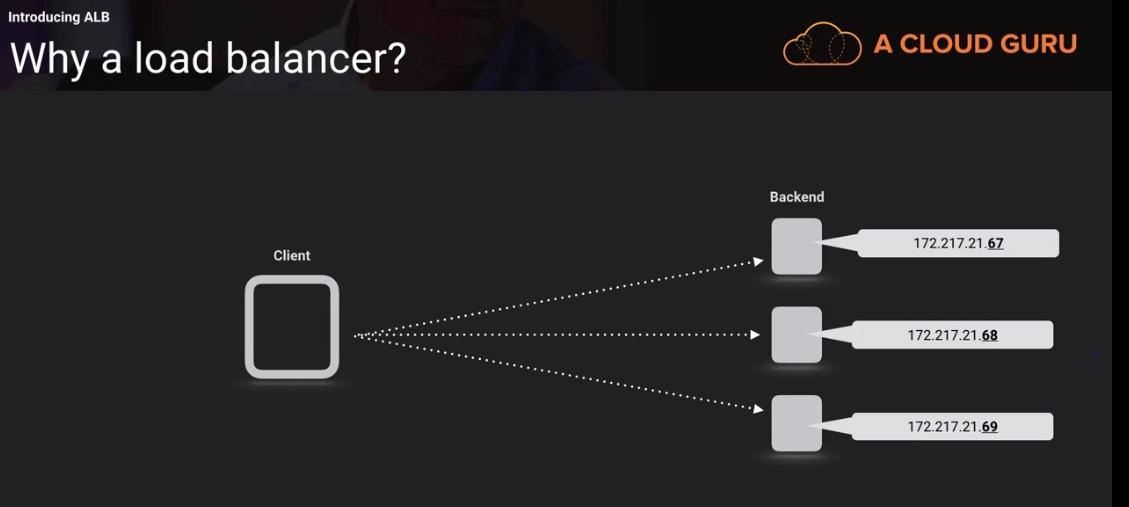 Introducing ALB
Why a load balancer?
A CLOUD GURU
Backend
172.217.21.67
Client
172.217.21.68
172.217.21.69